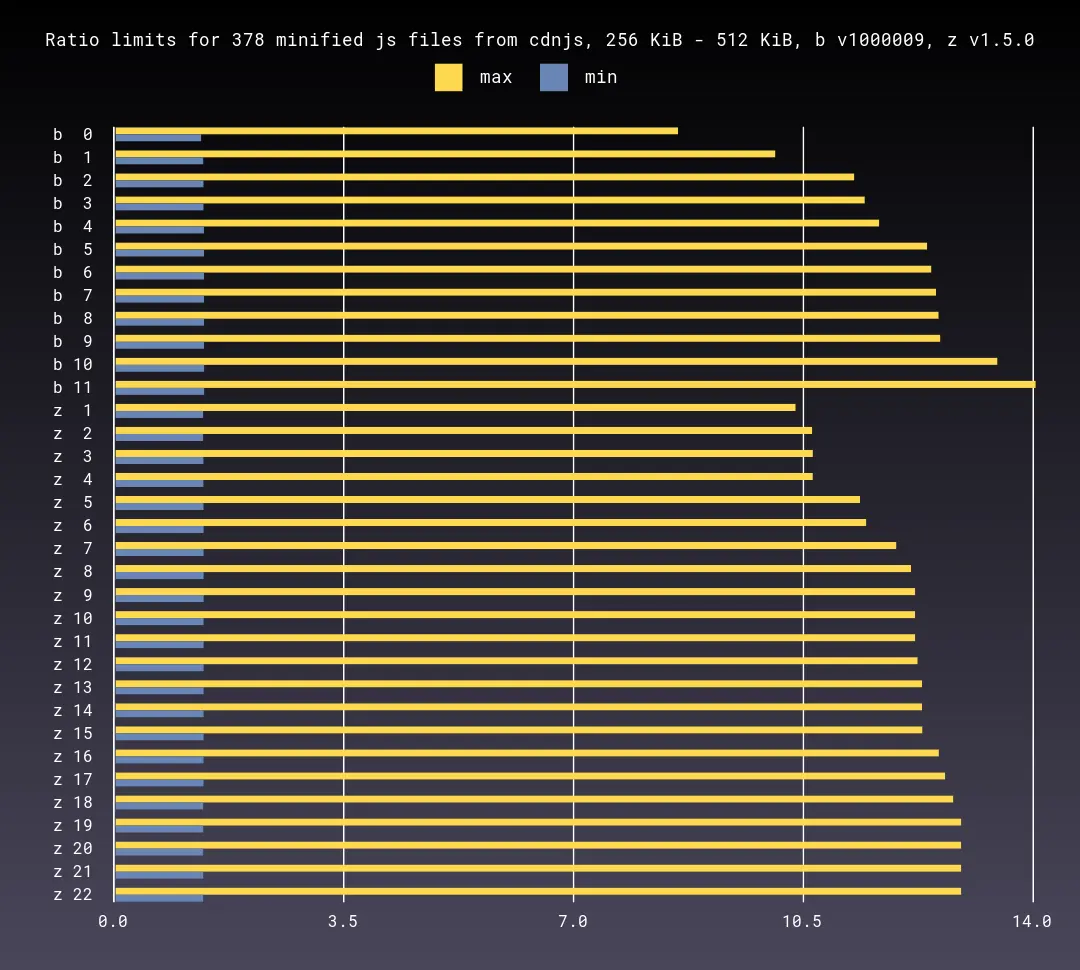 Ratio limits for 378 minified js files from cdnjs, 256 KiB - 512 KiB, b v1000009, z v1.5.0
max min
b 0
b 1
b 2
b 3
b 4
b 5
b 6
b 7
b 8
b 9
b 10
b 11
z 1
z 2
z 3
z 4
z 5
z 6
z 7
z 8
z 9
z 10
z 11
z 12
z 13
z 14
z 15
z 16
z 17
z 18
z 19
z 20
z 21
z 22
0.0 3.5 7.0 10.5 14.0